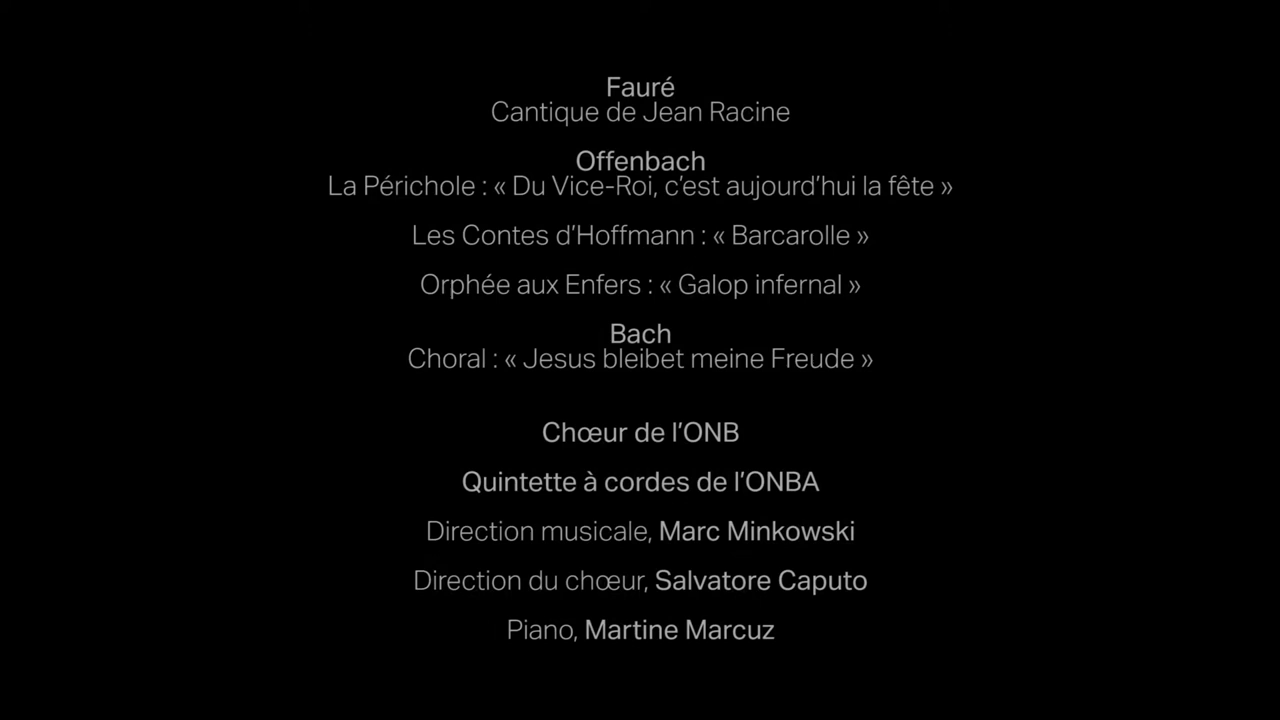 Fauré
Cantique de Jean Racine
Offenbach
La Périchole : « Du Vice-Roi, c’est aujourd’hui la fête »
Les Contes d’Hoffmann : « Barcarolle »
Orphée aux Enfers : « Galop infernal »
Bach
Choral : « Jesus bleibet meine Freude »
Chœur de l’ONB
Quintette à cordes de l’ONBA
Direction musicale, Marc Minkowski
Direction du chœur, Salvatore Caputo
Piano, Martine Marcuz